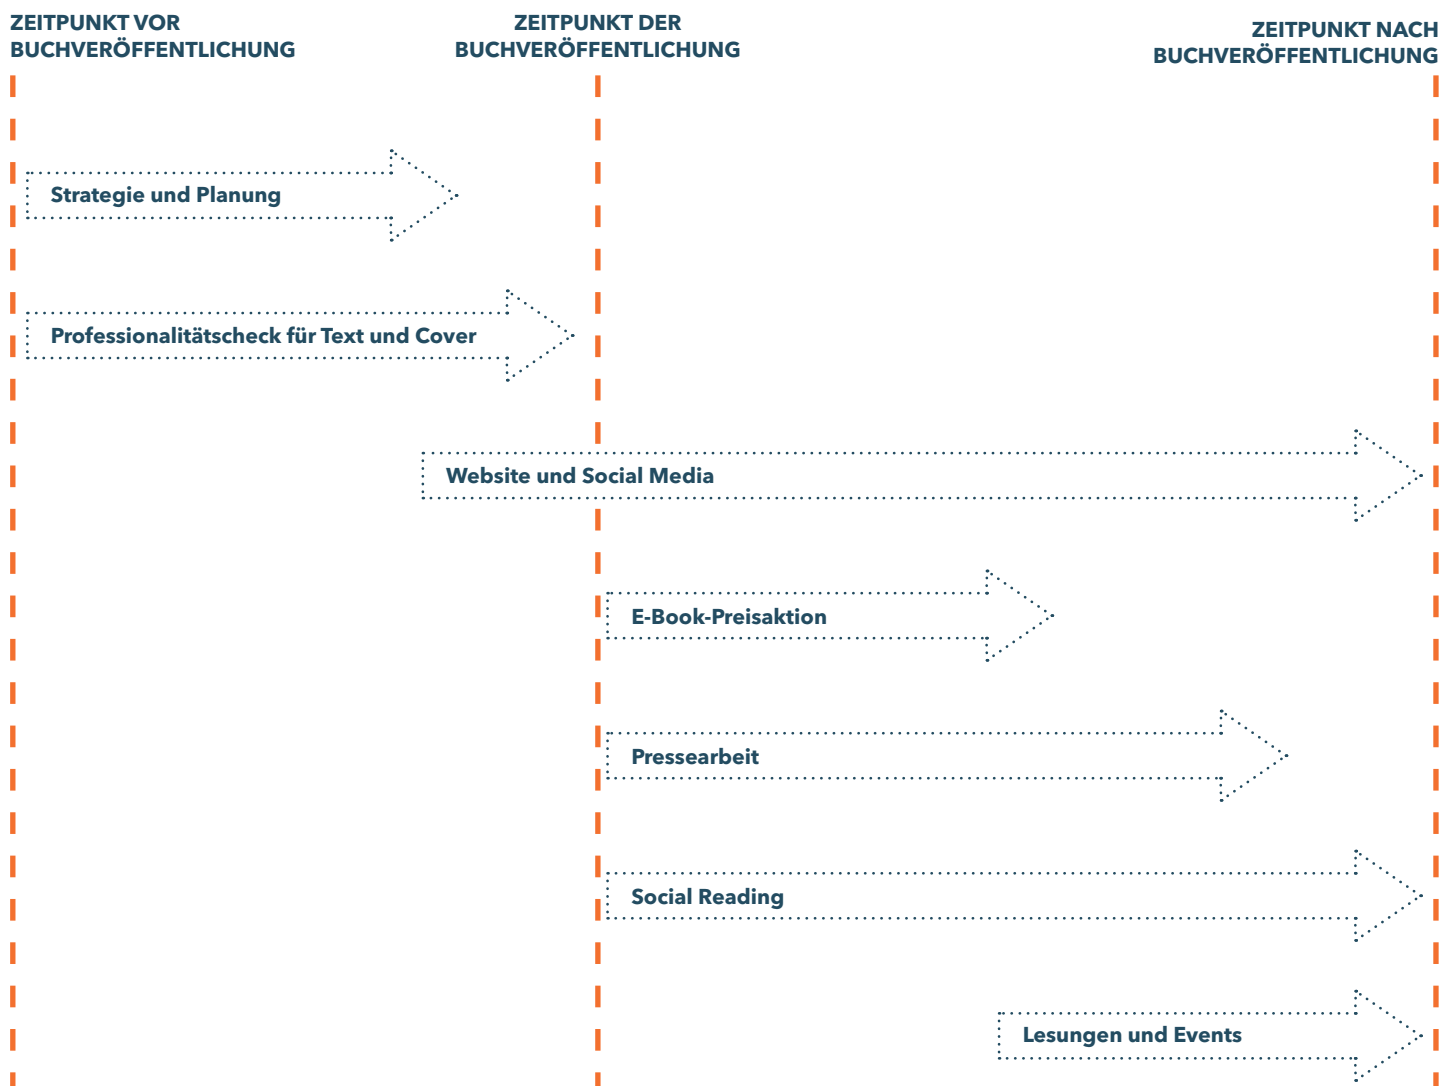 ZEITPUNKT VOR
BUCHVERÖFFENTLICHUNG
ZEITPUNKT DER
BUCHVERÖFFENTLICHUNG
ZEITPUNKT NACH
BUCHVERÖFFENTLICHUNG
Strategie und Planung
Professionalitätscheck für Text und Cover
Website und Social Media
E-Book-Preisaktion
Pressearbeit
Social Reading
Lesungen und Events